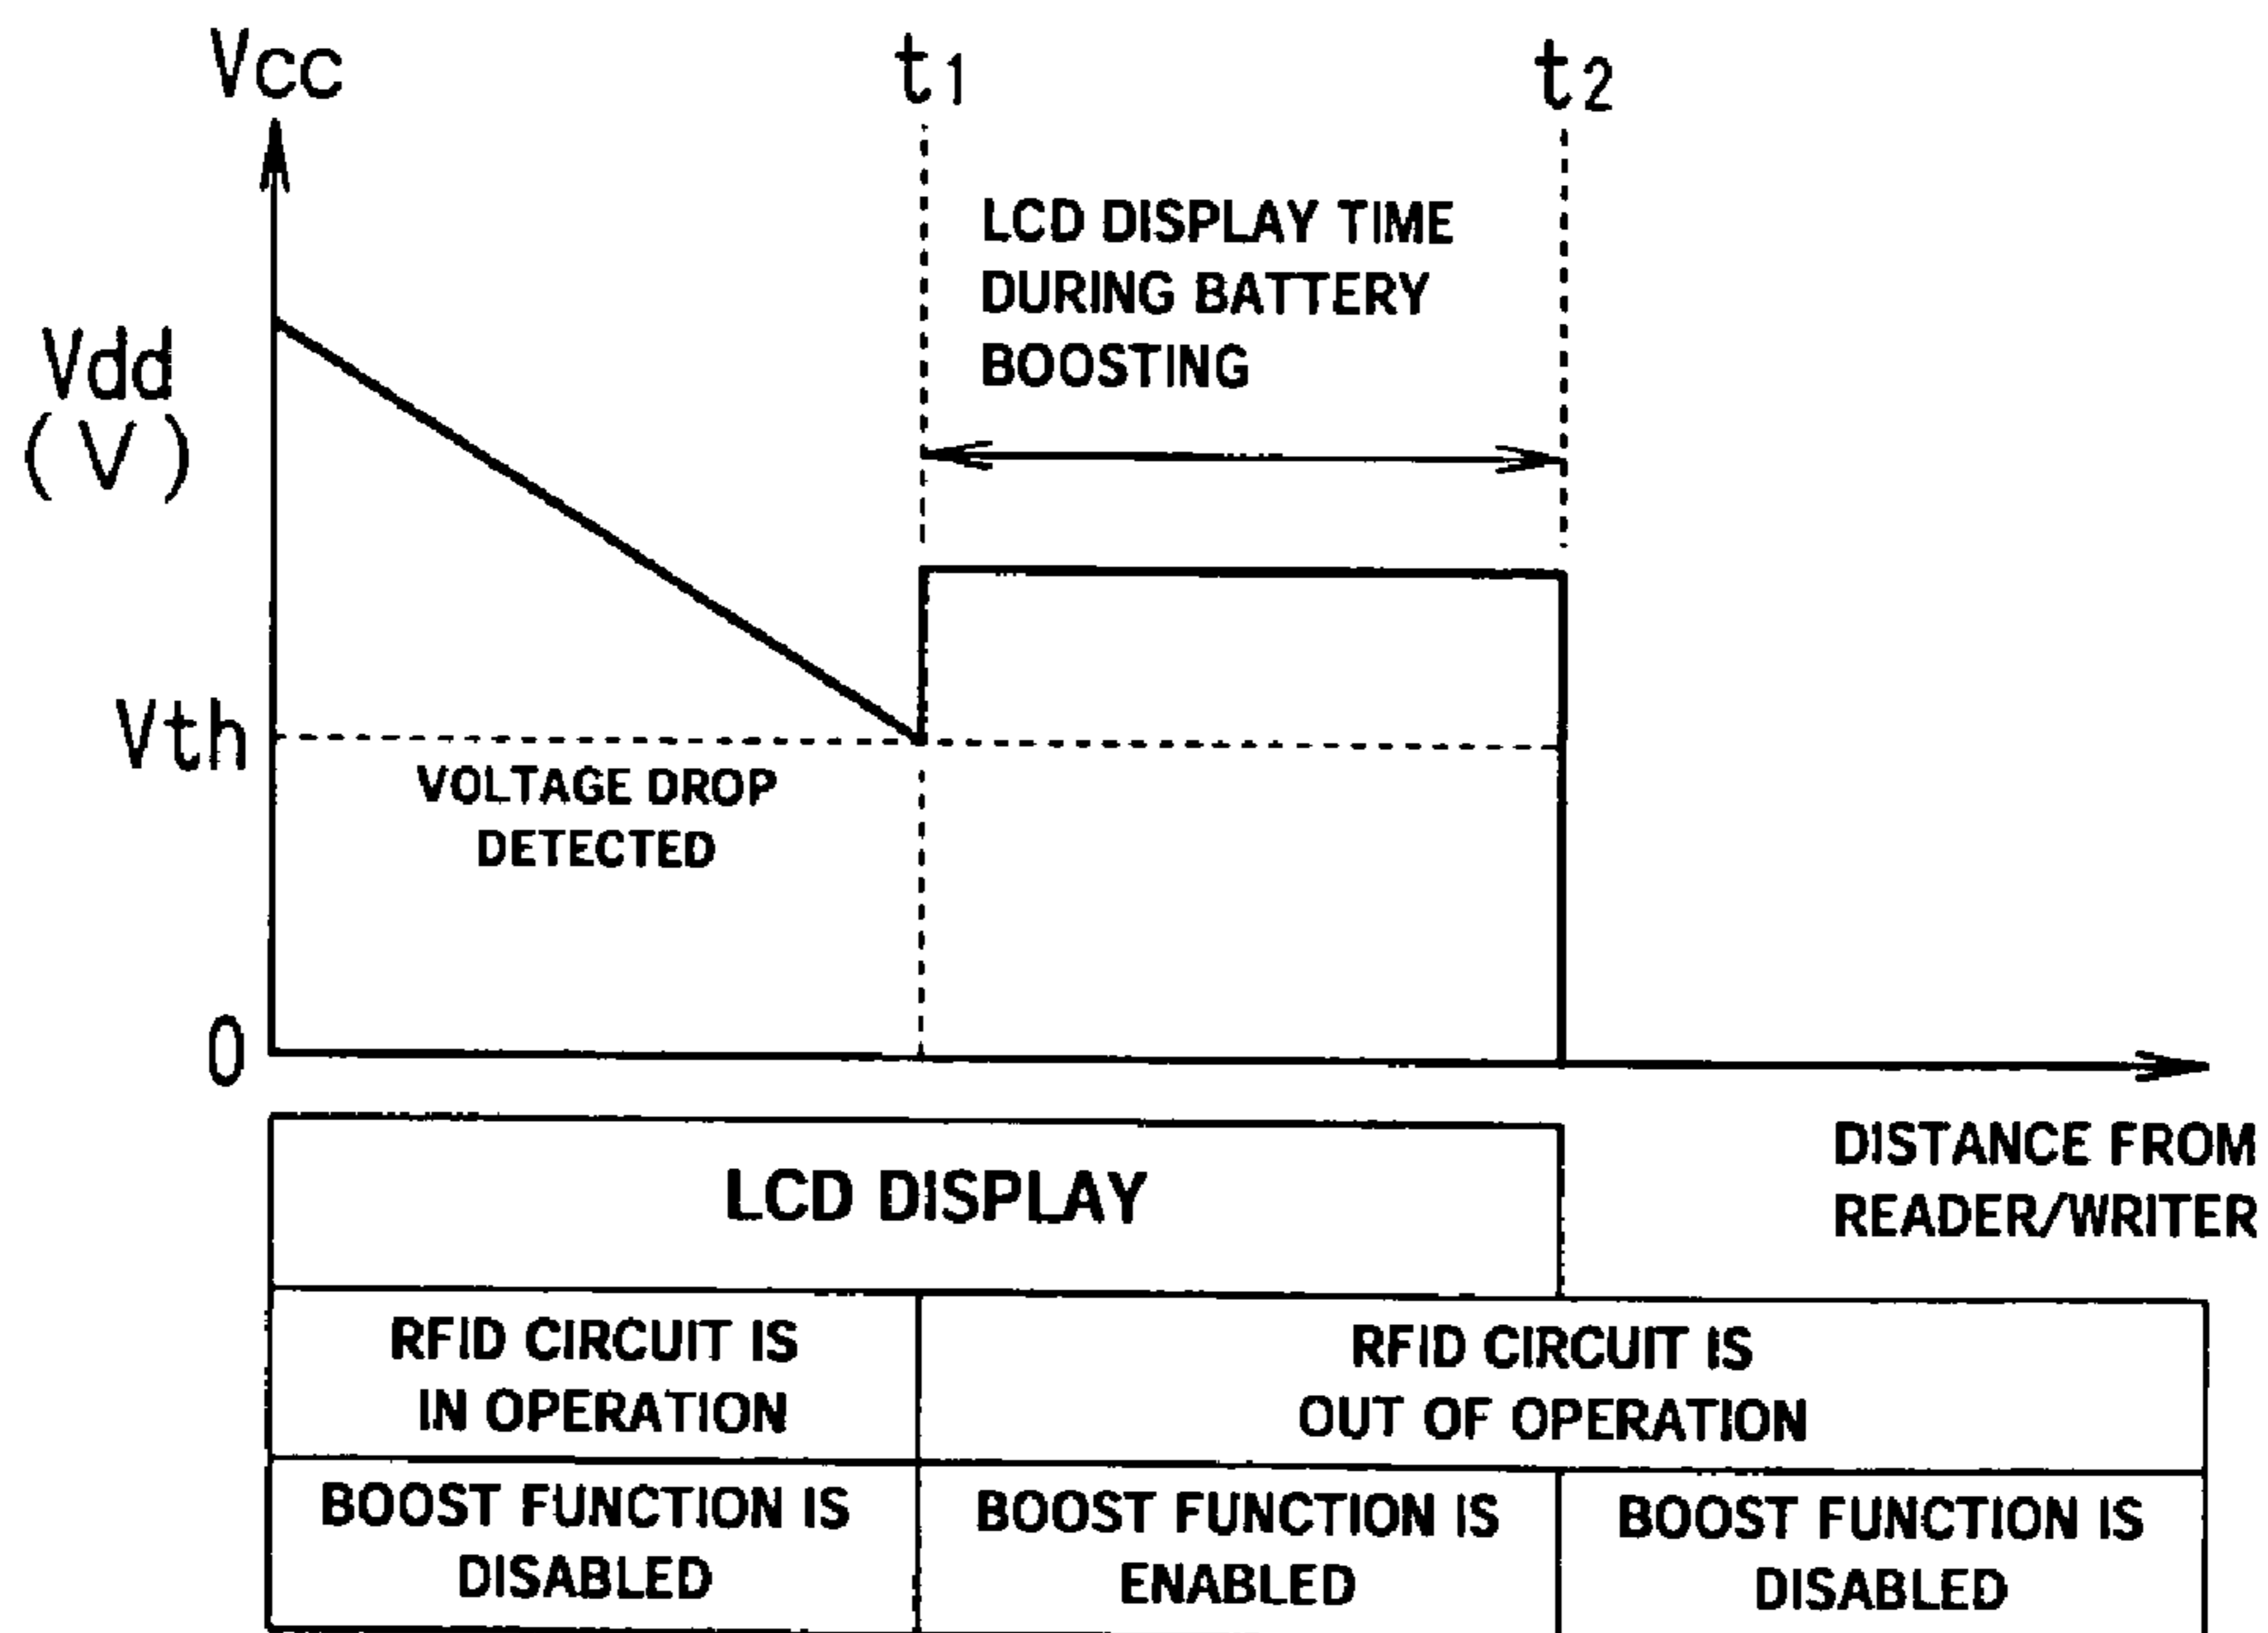 Vcc
t1
t2
LCD DISPLAY TIME
DURING BATTERY
BOOSTING
Vdd
(V)
Vth
VOLTAGE DROP
DETECTED
0
DISTANCE FROM
READER/WRITER
LCD DISPLAY
RFID CIRCUIT IS
IN OPERATION
RFID CIRCUIT IS
OUT OF OPERATION
BOOST FUNCTION IS
DISABLED
BOOST FUNCTION IS
ENABLED
BOOST FUNCTION IS
DISABLED